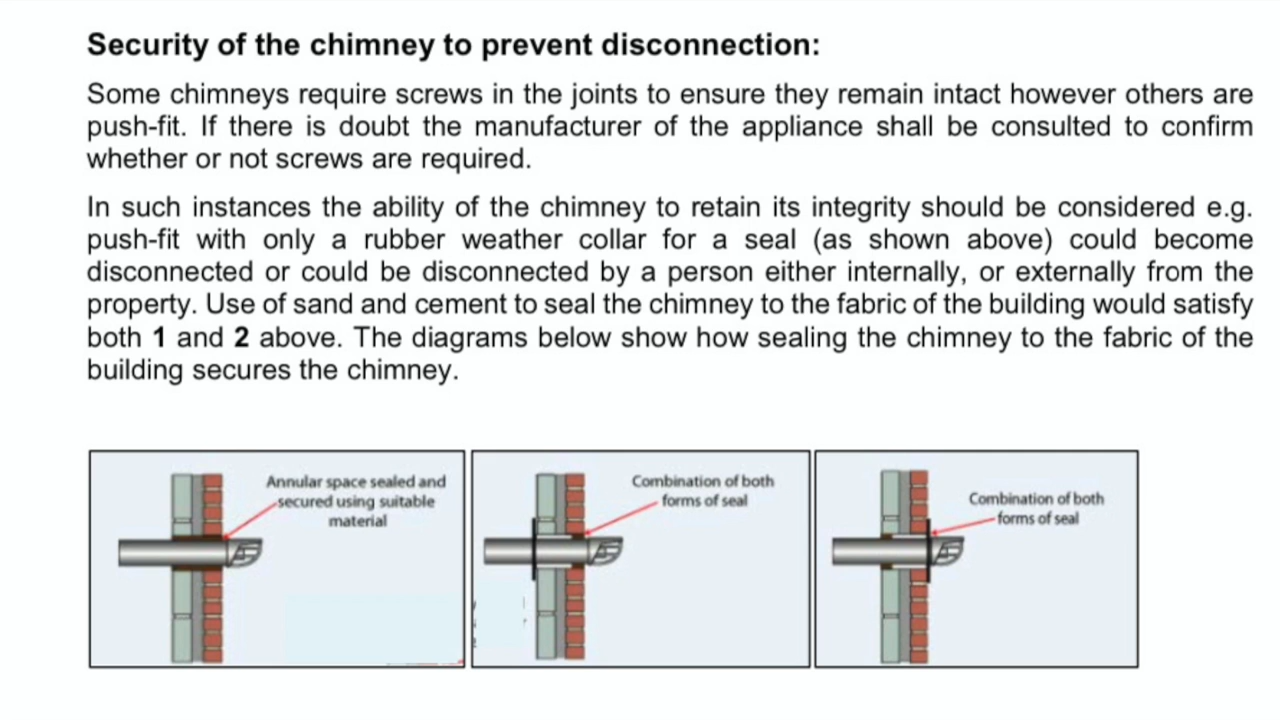 Security of the chimney to prevent disconnection:
Some chimneys require screws in the joints to ensure they remain intact however others are
push-fit. If there is doubt the manufacturer of the appliance shall be consulted to confirm
whether or not screws are required.
In such instances the ability of the chimney to retain its integrity should be considered e.g.
push-fit with only a rubber weather collar for a seal (as shown above) could become
disconnected or could be disconnected by a person either internally, or externally from the
property. Use of sand and cement to seal the chimney to the fabric of the building would satisfy
both 1 and 2 above. The diagrams below show how sealing the chimney to the fabric of the
building secures the chimney.
Annular space sealed and
secured using suitable
material
Combination of both
forms of seal
Combination of both
forms of seal